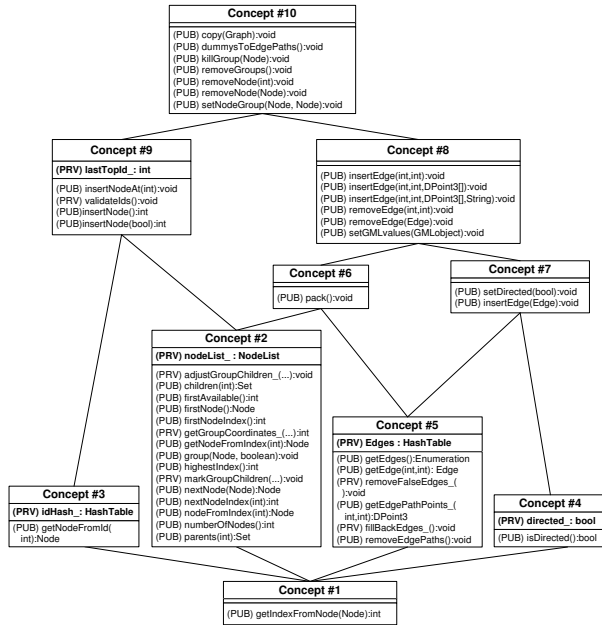 Concept #10
(PUB) copy(Graph):void
(PUB) dummysToEdgePaths():void
(PUB) killGroup(Node):void
(PUB) removeGroups():void
(PUB) removeNode(int):void
(PUB) removeNode(Node):void
(PUB) setNodeGroup(Node, Node):void
Concept #9
(PRV) lastTopId_: int
(PUB) insertNodeAt(int):void
(PRV) validateIds():void
(PUB)insertNode():int
(PUB)insertNode(bool):int
Concept #8
(PUB) insertEdge(int,int):void
(PUB) insertEdge(int,int,DPoint3[]):void
(PUB) insertEdge(int,int,DPoint3[],String):void
(PUB) removeEdge(int,int):void
(PUB) removeEdge(Edge):void
(PUB) setGMLvalues(GMLobject):void
Concept #6
(PUB) pack():void
Concept #7
(PUB) setDirected(bool):void
(PUB) insertEdge(Edge):void
Concept #2
(PRV) nodeList_ : NodeList
(PRV) adjustGroupChildren_(...):void
(PUB) children(int):Set
(PUB) firstAvailable():int
(PUB) firstNode():Node
(PUB) firstNodeIndex():int
(PRV) getGroupCoordinates_(...):int
(PUB) getNodeFromIndex(int):Node
(PUB) group(Node, boolean):void
(PUB) highestIndex():int
(PRV) markGroupChildren(...):void
(PUB) nextNode(Node):Node
(PUB) nextNodeIndex(int):int
(PUB) nodeFromIndex(int):Node
(PUB) numberOfNodes():int
(PUB) parents(int):Set
Concept #5
(PRV) Edges : HashTable
(PUB) getEdges():Enumeration
(PUB) getEdge(int,int): Edge
(PRV) removeFalseEdges_(
):void
(PUB) getEdgePathPoints_(
int,int):DPoint3
(PRV) fillBackEdges_():void
(PUB) removeEdgePaths():void
Concept #3
(PRV) idHash_: HashTable
(PUB) getNodeFromId(
int):Node
Concept #4
(PRV) directed_: bool
(PUB) isDirected():bool
Concept #1
(PUB) getIndexFromNode(Node):int